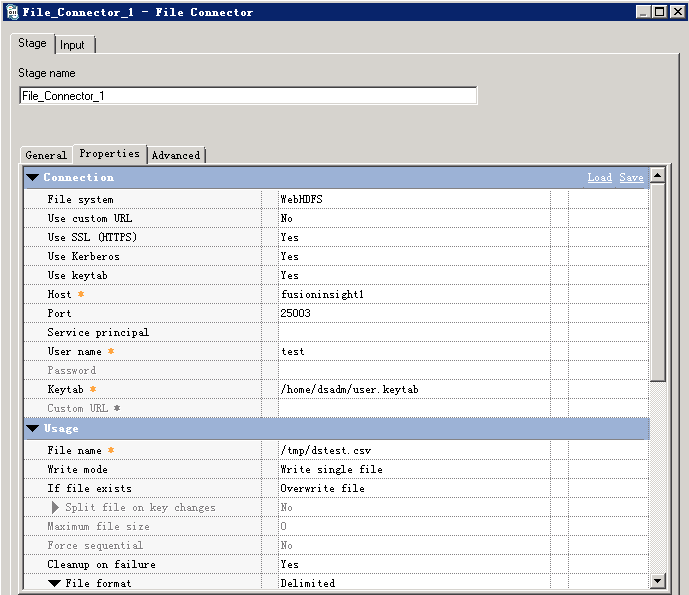 File_Connector_1 - File Connector
Stage Input
Stage name
File_Connector_1
General Properties Advanced
Connection Load Save
File system WebHDFS
Use custom URL No
Use SSL (HTTPS) Yes
Use Kerberos Yes
Use keytab Yes
Host * fusioninsight1
Port 25003
Service principal
User name * test
Password
Keytab * /home/dsadm/user.keytab
Custom URL *
Usage
File name * /tmp/dstest.csv
Write mode Write single file
If file exists Overwrite file
Split file on key changes No
Maximum file size 0
Force sequential No
Cleanup on failure Yes
File format Delimited